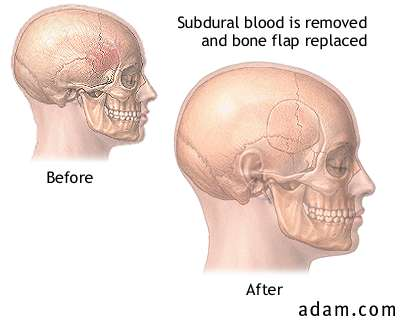 Subdural blood is removed
and bone flap replaced
Before
After
adam.com